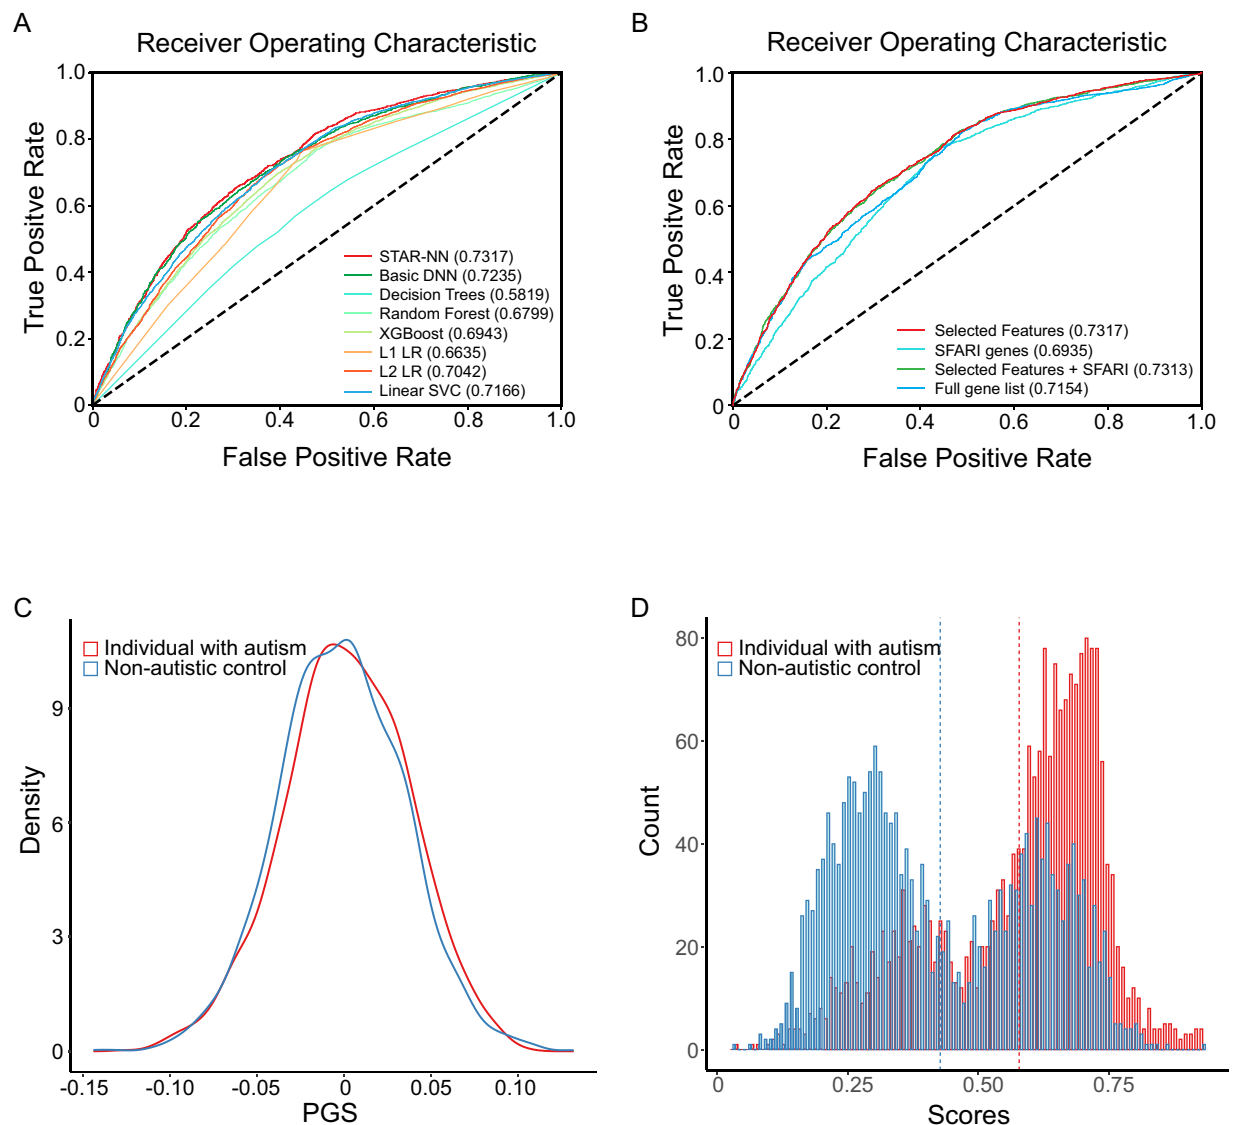 A
Receiver Operating Characteristic
1.0
0.8
0.6
0.4
0.2
0
True Positve Rate
STAR-NN (0.7317)
Basic DNN (0.7235)
Decision Trees (0.5819)
Random Forest (0.6799)
XGBoost (0.6943)
L1 LR (0.6635)
L2 LR (0.7042)
Linear SVC (0.7166)
0 0.2 0.4 0.6 0.8 1.0
False Positive Rate
B
Receiver Operating Characteristic
1.0
0.8
0.6
0.4
0.2
0
True Positve Rate
Selected Features (0.7317)
SFARI genes (0.6935)
Selected Features + SFARI (0.7313)
Full gene list (0.7154)
0 0.2 0.4 0.6 0.8 1.0
False Positive Rate
C
Individual with autism
Non-autistic control
9
6
3
0
Density
-0.15 -0.10 -0.05 0 0.05 0.10
PGS
D
Individual with autism
Non-autistic control
80
60
40
20
0
Count
0 0.25 0.50 0.75
Scores